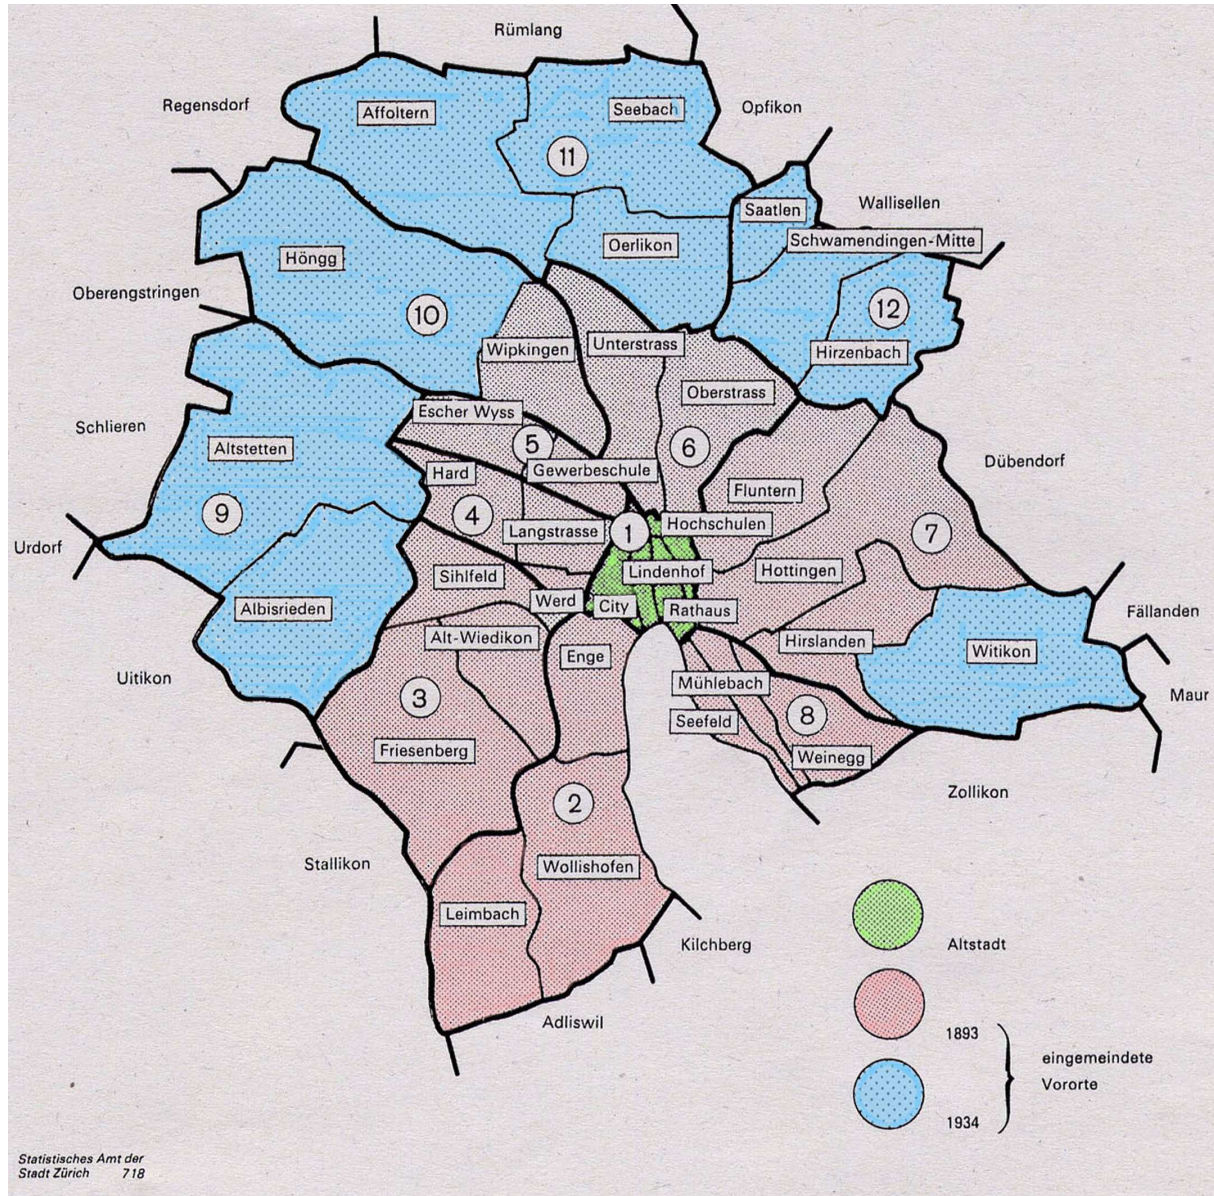 Rümlang
Regensdorf
Affoltern
Seebach
Opfikon
11
Saatlen
Wallisellen
Schwamendingen-Mitte
Oerlikon
Höngg
Oberengstringen
10
12
Wipkingen
Unterstrass
Hirzenbach
Oberstrass
Escher Wyss
Schlieren
Altstetten
5
6
Dübendorf
Hard
Gewerbeschule
Fluntern
9
4
Langstrasse
1
Hochschulen
7
Urdorf
Sihlfeld
Lindenhof
Hottingen
Albisrieden
Werd
City
Rathaus
Fällanden
Alt-Wiedikon
Enge
Hirslanden
Witikon
Uitikon
3
Mühlebach
Maur
Seefeld
8
Friesenberg
Weinegg
Zollikon
2
Stallikon
Wollishofen
Leimbach
Kilchberg
Altstadt
Adliswil
1893
eingemeindete
Vororte
1934
Statistisches Amt der
Stadt Zürich 718